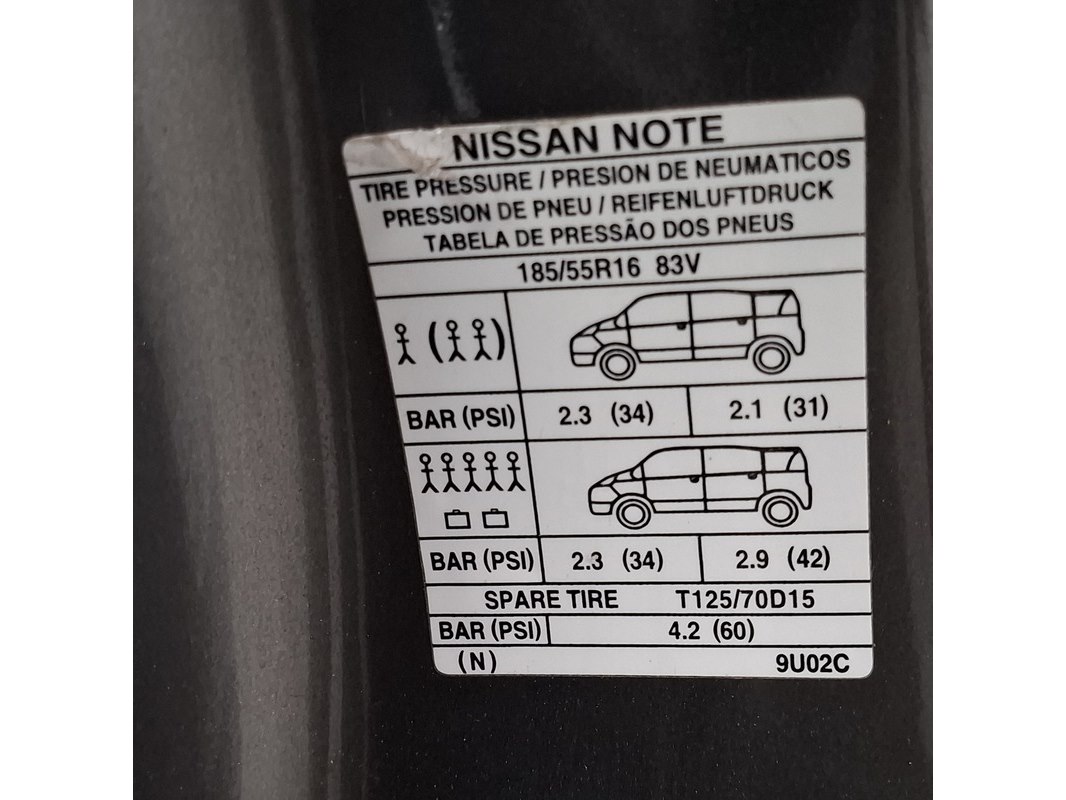 NISSAN NOTE
TIRE PRESSURE / PRESION DE NEUMATICOS
PRESSION DE PNEU / REIFENLUFTDRUCK
TABELA DE PRESSÃO DOS PNEUS
185/55R16 83V
BAR (PSI) 2.3 (34) 2.1 (31)
BAR (PSI) 2.3 (34) 2.9 (42)
SPARE TIRE T125/70D15
BAR (PSI) 4.2 (60)
(N) 9U02C